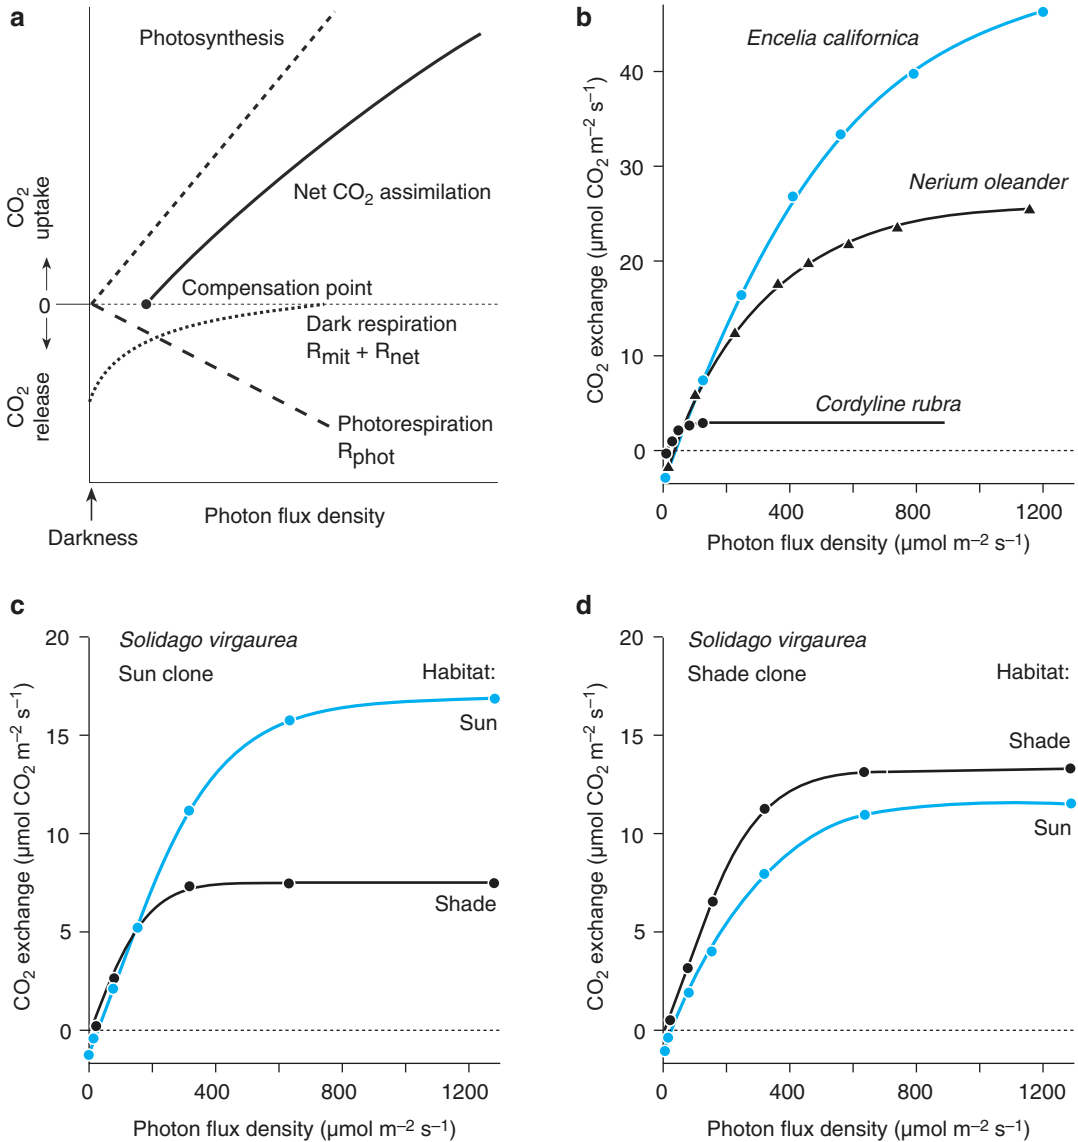 a
Photosynthesis
Net CO₂ assimilation
CO₂
uptake
Compensation point
0
Dark respiration
Rmit + Rnet
CO₂
release
Photorespiration
Rphot
Photon flux density
Darkness
b
Encelia californica
40
30
20
10
0
CO₂ exchange (µmol CO₂ m⁻² s⁻¹)
Nerium oleander
Cordyline rubra
0 400 800 1200
Photon flux density (µmol m⁻² s⁻¹)
c
Solidago virgaurea
Sun clone
Habitat:
Sun
Shade
20
15
10
5
0
CO₂ exchange (µmol CO₂ m⁻² s⁻¹)
0 400 800 1200
Photon flux density (µmol m⁻² s⁻¹)
d
Solidago virgaurea
Shade clone
Habitat:
Shade
Sun
20
15
10
5
0
CO₂ exchange (µmol CO₂ m⁻² s⁻¹)
0 400 800 1200
Photon flux density (µmol m⁻² s⁻¹)